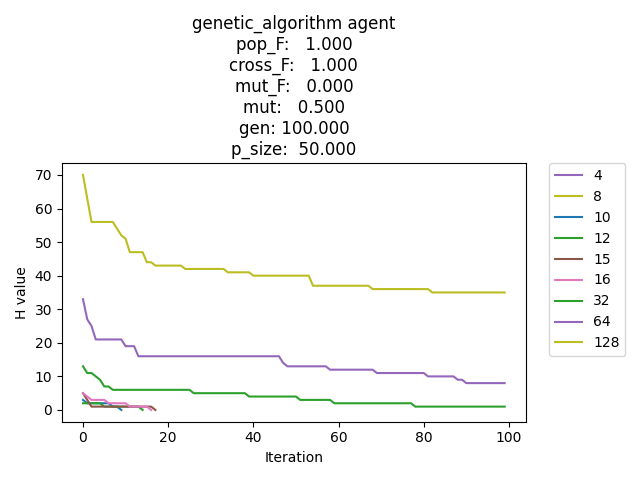 genetic_algorithm agent
pop_F: 1.000
cross_F: 1.000
mut_F: 0.000
mut: 0.500
gen: 100.000
p_size: 50.000
70
60
50
40
30
20
10
0
H value
0 20 40 60 80 100
Iteration
4
8
10
12
15
16
32
64
128